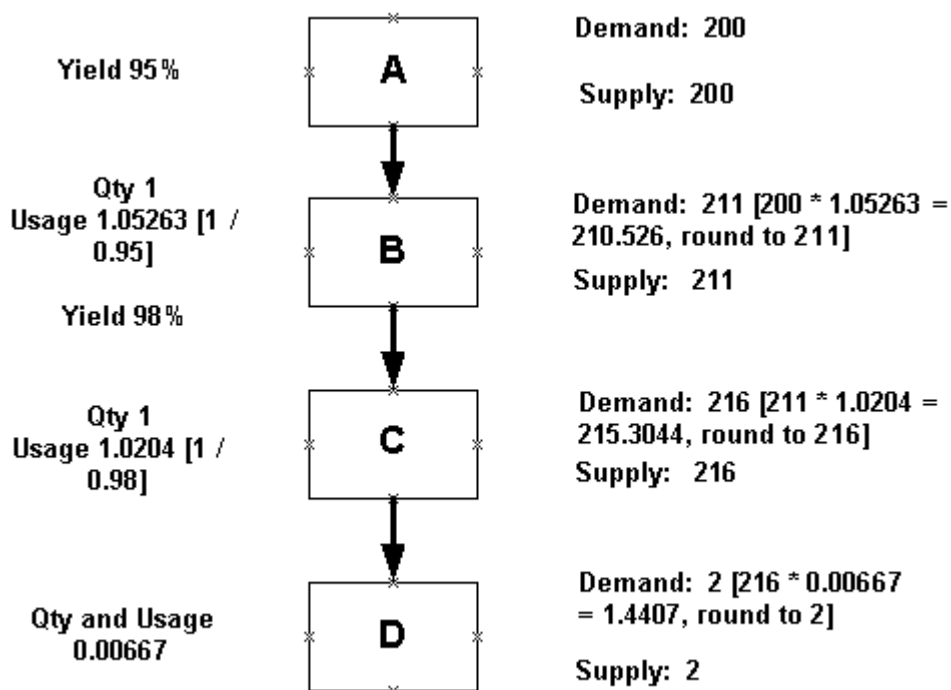 Yield 95%
A
Demand: 200
Supply: 200
Qty 1
Usage 1.05263 [1 /
0.95]
B
Demand: 211 [200 * 1.05263 =
210.526, round to 211]
Supply: 211
Yield 98%
Qty 1
Usage 1.0204 [1 /
0.98]
C
Demand: 216 [211 * 1.0204 =
215.3044, round to 216]
Supply: 216
Qty and Usage
0.00667
D
Demand: 2 [216 * 0.00667
= 1.4407, round to 2]
Supply: 2